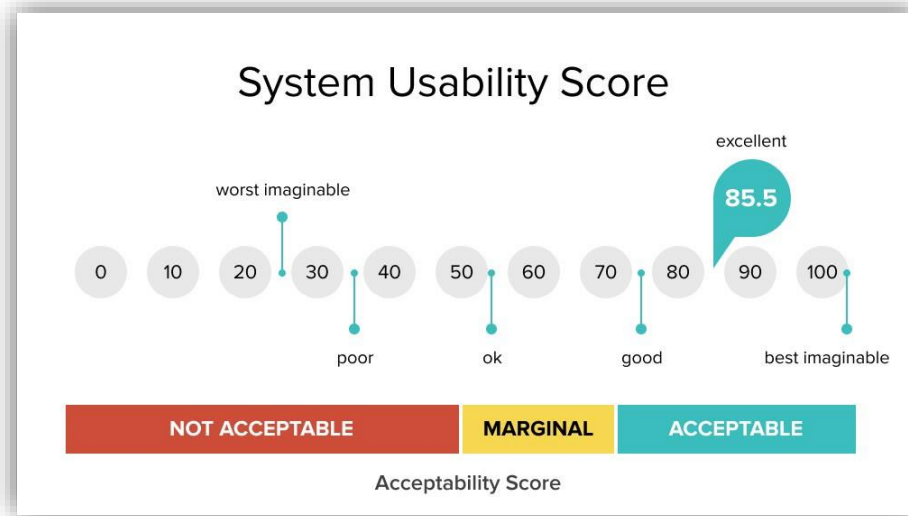 System Usability Score
excellent
worst imaginable
85.5
0 10 20 30 40 50 60 70 80 90 100
poor ok good best imaginable
NOT ACCEPTABLE MARGINAL ACCEPTABLE
Acceptability Score